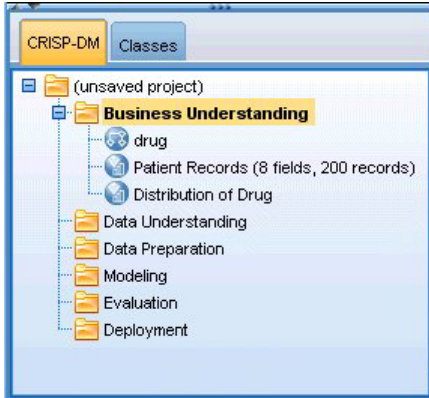 CRISP-DM Classes
(unsaved project)
Business Understanding
drug
Patient Records (8 fields, 200 records)
Distribution of Drug
Data Understanding
Data Preparation
Modeling
Evaluation
Deployment